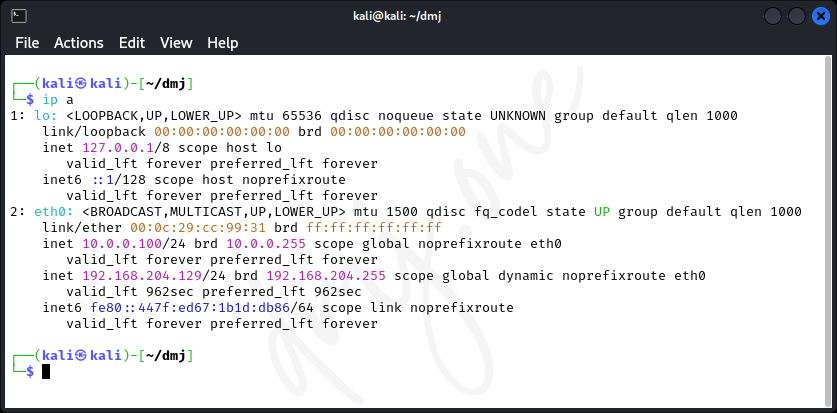 kali@kali: ~/dmj
File Actions Edit View Help
┌──(kali㉿kali)-[~/dmj]
└─$ ip a
1: lo: <LOOPBACK,UP,LOWER_UP> mtu 65536 qdisc noqueue state UNKNOWN group default qlen 1000
    link/loopback 00:00:00:00:00:00 brd 00:00:00:00:00:00
    inet 127.0.0.1/8 scope host lo
       valid_lft forever preferred_lft forever
    inet6 ::1/128 scope host noprefixroute
       valid_lft forever preferred_lft forever
2: eth0: <BROADCAST,MULTICAST,UP,LOWER_UP> mtu 1500 qdisc fq_codel state UP group default qlen 1000
    link/ether 00:0c:29:cc:99:31 brd ff:ff:ff:ff:ff:ff
    inet 10.0.0.100/24 brd 10.0.0.255 scope global noprefixroute eth0
       valid_lft forever preferred_lft forever
    inet 192.168.204.129/24 brd 192.168.204.255 scope global dynamic noprefixroute eth0
       valid_lft 962sec preferred_lft 962sec
    inet6 fe80::447f:ed67:1b1d:db86/64 scope link noprefixroute
       valid_lft forever preferred_lft forever
┌──(kali㉿kali)-[~/dmj]
└─$